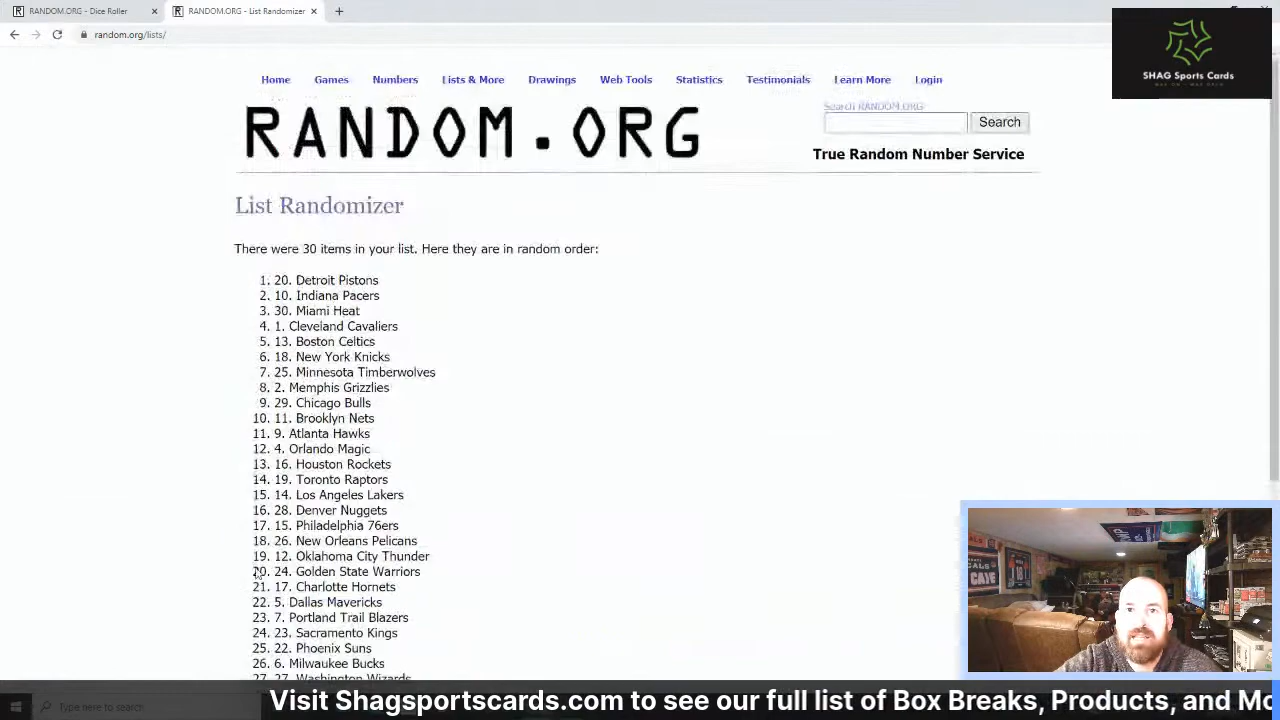 RANDOM.ORG - Dice Roller
RANDOM.ORG - List Randomizer
random.org/lists/
SHAG Sports Cards
Home Games Numbers Lists & More Drawings Web Tools Statistics Testimonials Learn More Login
RANDOM.ORG
Search RANDOM.ORG
Search
True Random Number Service
List Randomizer
There were 30 items in your list. Here they are in random order:
1. 20. Detroit Pistons
2. 10. Indiana Pacers
3. 30. Miami Heat
4. 1. Cleveland Cavaliers
5. 13. Boston Celtics
6. 18. New York Knicks
7. 25. Minnesota Timberwolves
8. 2. Memphis Grizzlies
9. 29. Chicago Bulls
10. 11. Brooklyn Nets
11. 9. Atlanta Hawks
12. 4. Orlando Magic
13. 16. Houston Rockets
14. 19. Toronto Raptors
15. 14. Los Angeles Lakers
16. 28. Denver Nuggets
17. 15. Philadelphia 76ers
18. 26. New Orleans Pelicans
19. 12. Oklahoma City Thunder
20. 24. Golden State Warriors
21. 17. Charlotte Hornets
22. 5. Dallas Mavericks
23. 7. Portland Trail Blazers
24. 23. Sacramento Kings
25. 22. Phoenix Suns
26. 6. Milwaukee Bucks
27. 27. Washington Wizards
CAVE
Type here to search
Visit Shagsportscards.com to see our full list of Box Breaks, Products, and Mo